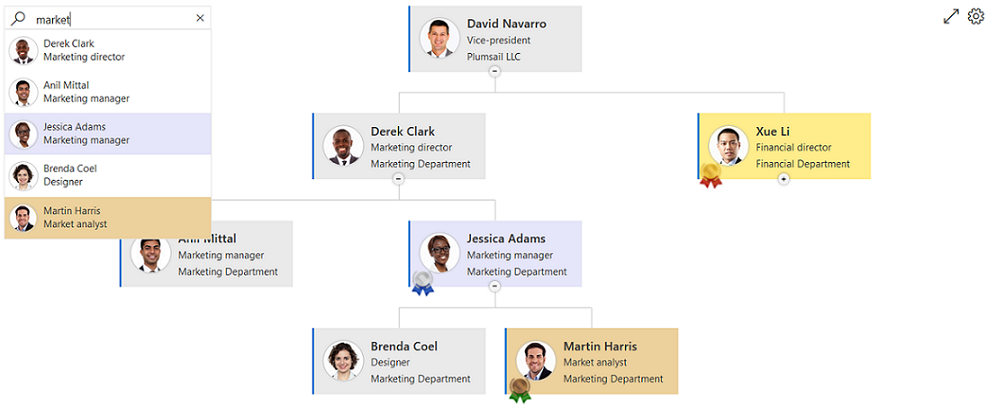 market
Derek Clark
Marketing director
Anil Mittal
Marketing manager
Jessica Adams
Marketing manager
Brenda Coel
Designer
Martin Harris
Market analyst
David Navarro
Vice-president
Plumsail LLC
Derek Clark
Marketing director
Marketing Department
Xue Li
Financial director
Financial Department
Anil Mittal
Marketing manager
Marketing Department
Jessica Adams
Marketing manager
Marketing Department
Brenda Coel
Designer
Marketing Department
Martin Harris
Market analyst
Marketing Department